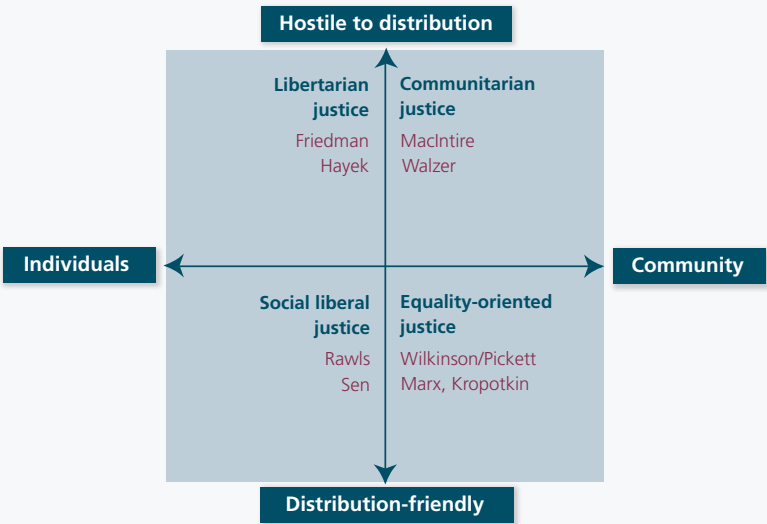 Hostile to distribution
Libertarian
justice
Friedman
Hayek
Communitarian
justice
MacIntire
Walzer
Individuals
Community
Social liberal
justice
Rawls
Sen
Equality-oriented
justice
Wilkinson/Pickett
Marx, Kropotkin
Distribution-friendly